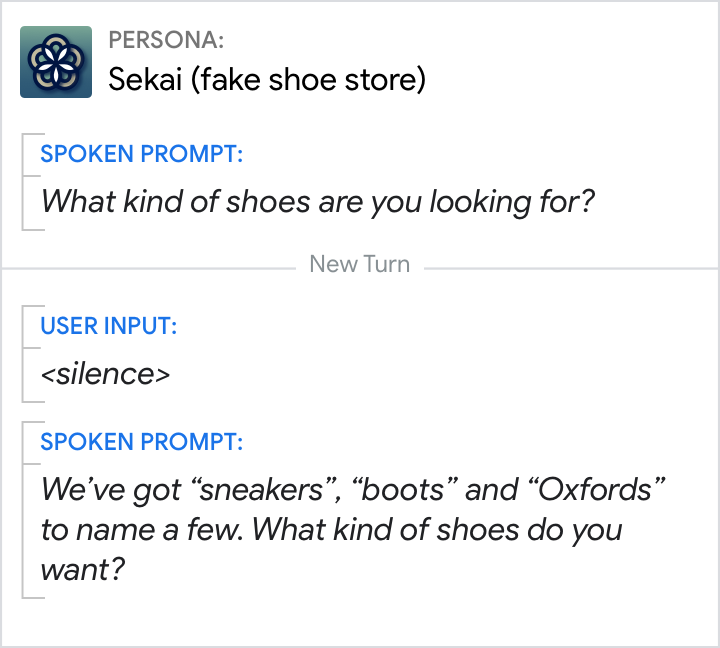 PERSONA:
Sekai (fake shoe store)
SPOKEN PROMPT:
What kind of shoes are you looking for?
New Turn
USER INPUT:
<silence>
SPOKEN PROMPT:
We’ve got “sneakers”, “boots” and “Oxfords”
to name a few. What kind of shoes do you
want?